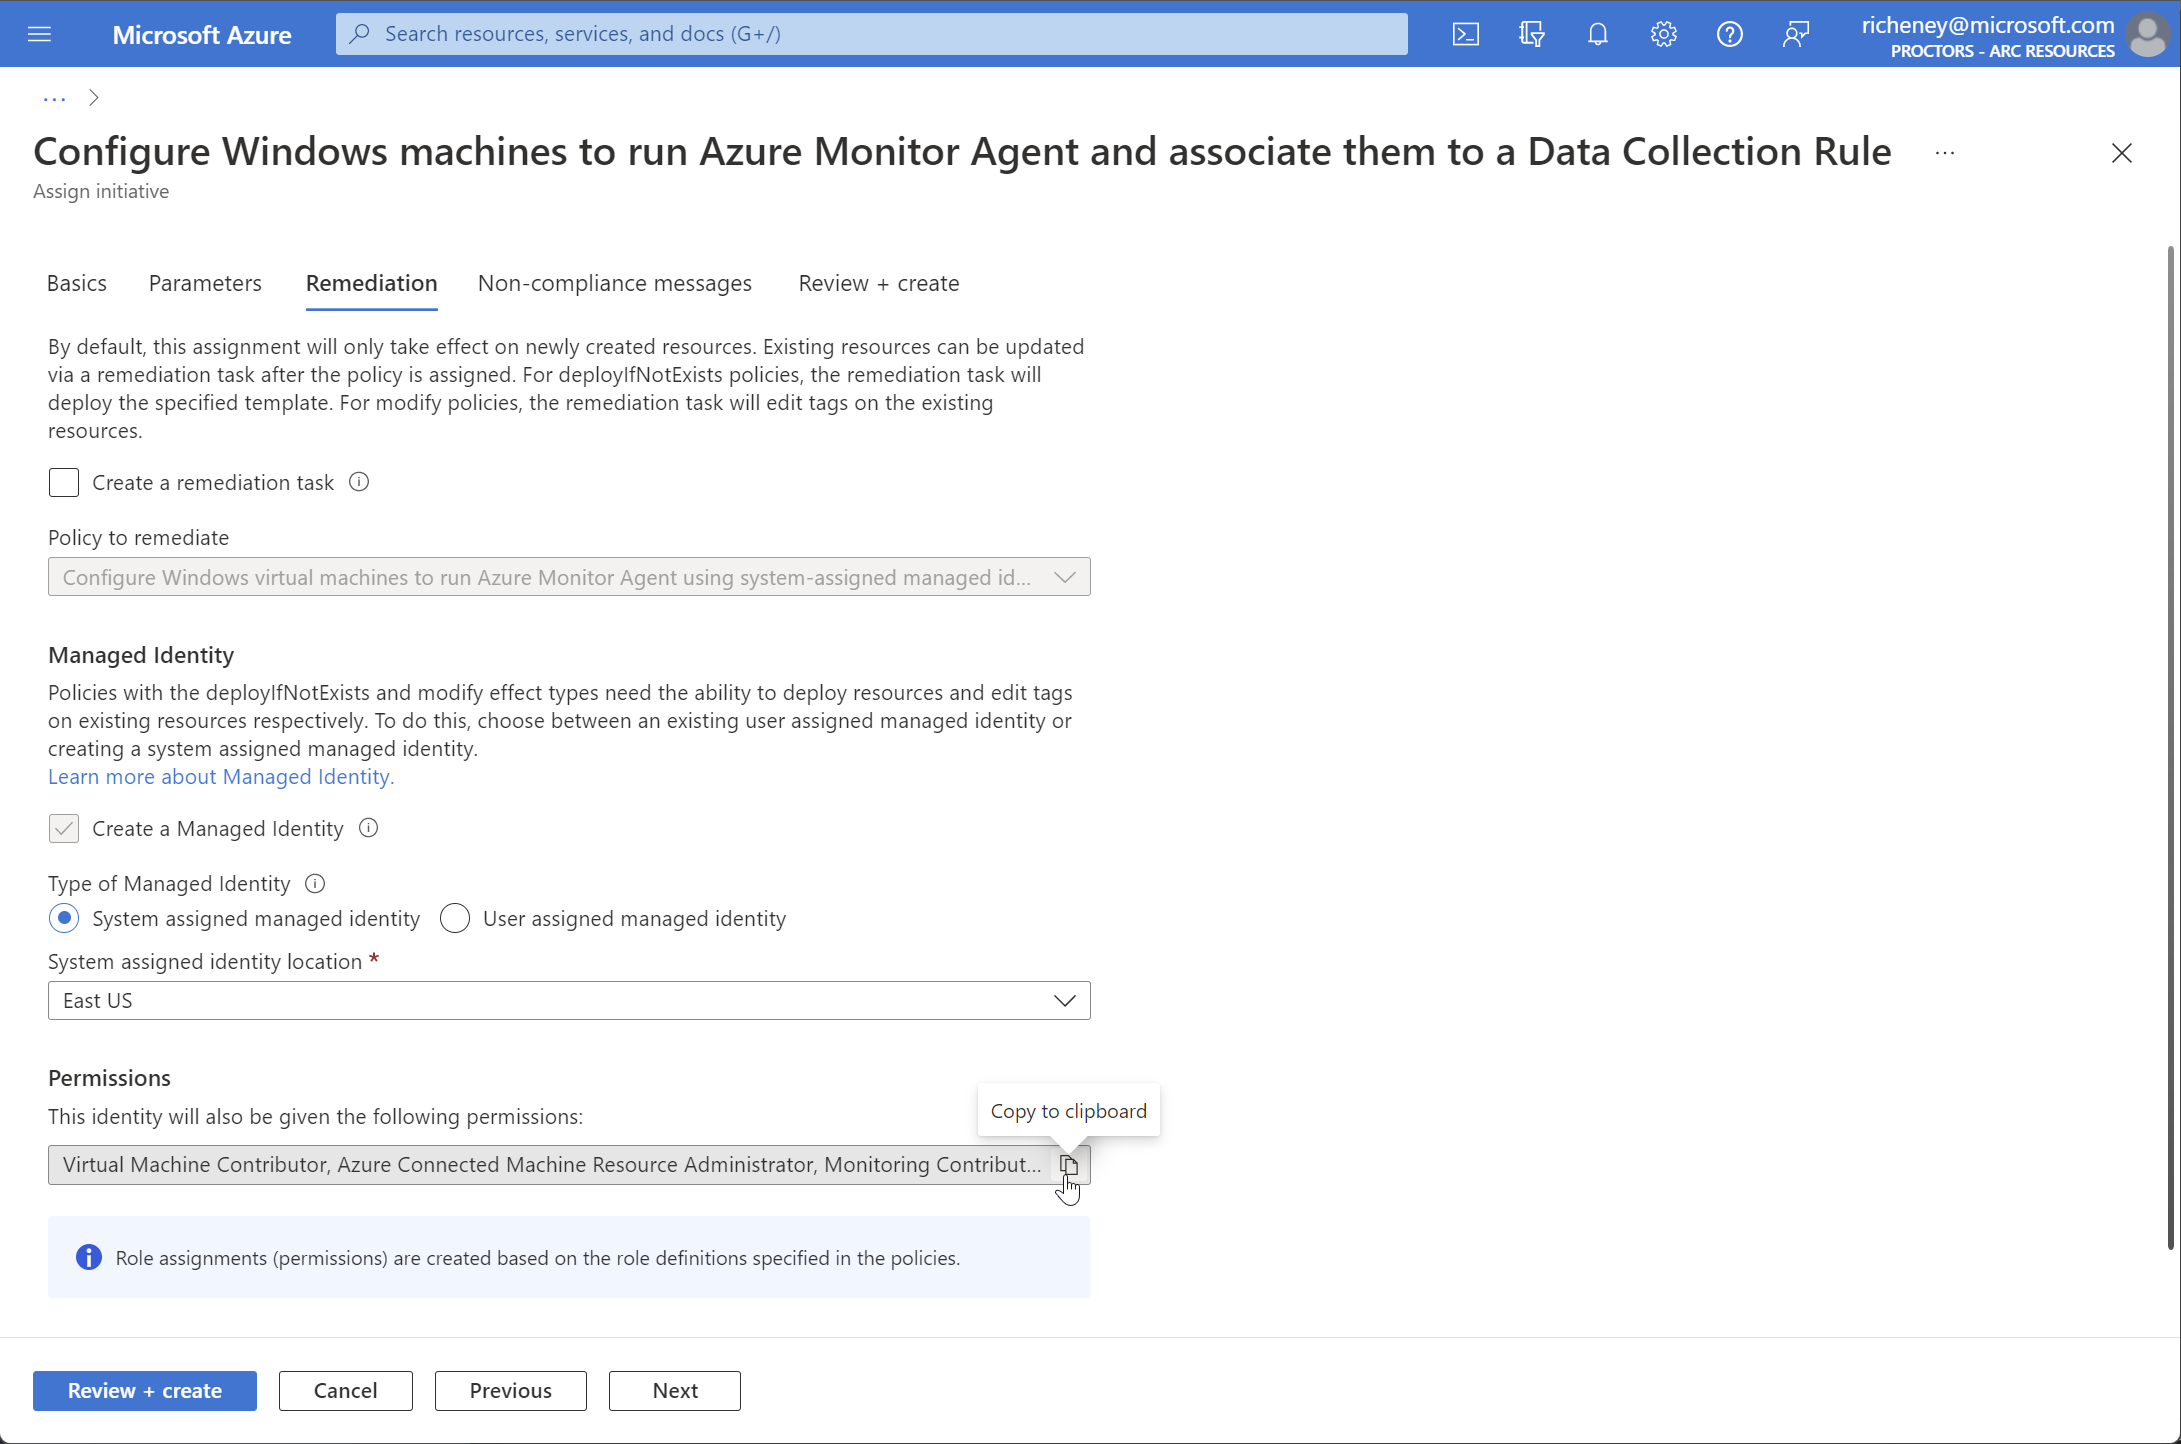 Microsoft Azure
Search resources, services, and docs (G+/)
richeney@microsoft.com
PROCTORS - ARC RESOURCES
Configure Windows machines to run Azure Monitor Agent and associate them to a Data Collection Rule
Assign initiative
Basics Parameters Remediation Non-compliance messages Review + create
By default, this assignment will only take effect on newly created resources. Existing resources can be updated
via a remediation task after the policy is assigned. For deployIfNotExists policies, the remediation task will
deploy the specified template. For modify policies, the remediation task will edit tags on the existing
resources.
Create a remediation task
Policy to remediate
Configure Windows virtual machines to run Azure Monitor Agent using system-assigned managed id...
Managed Identity
Policies with the deployIfNotExists and modify effect types need the ability to deploy resources and edit tags
on existing resources respectively. To do this, choose between an existing user assigned managed identity or
creating a system assigned managed identity.
Learn more about Managed Identity.
Create a Managed Identity
Type of Managed Identity
System assigned managed identity User assigned managed identity
System assigned identity location *
East US
Permissions
Copy to clipboard
This identity will also be given the following permissions:
Virtual Machine Contributor, Azure Connected Machine Resource Administrator, Monitoring Contribut...
Role assignments (permissions) are created based on the role definitions specified in the policies.
Review + create Cancel Previous Next